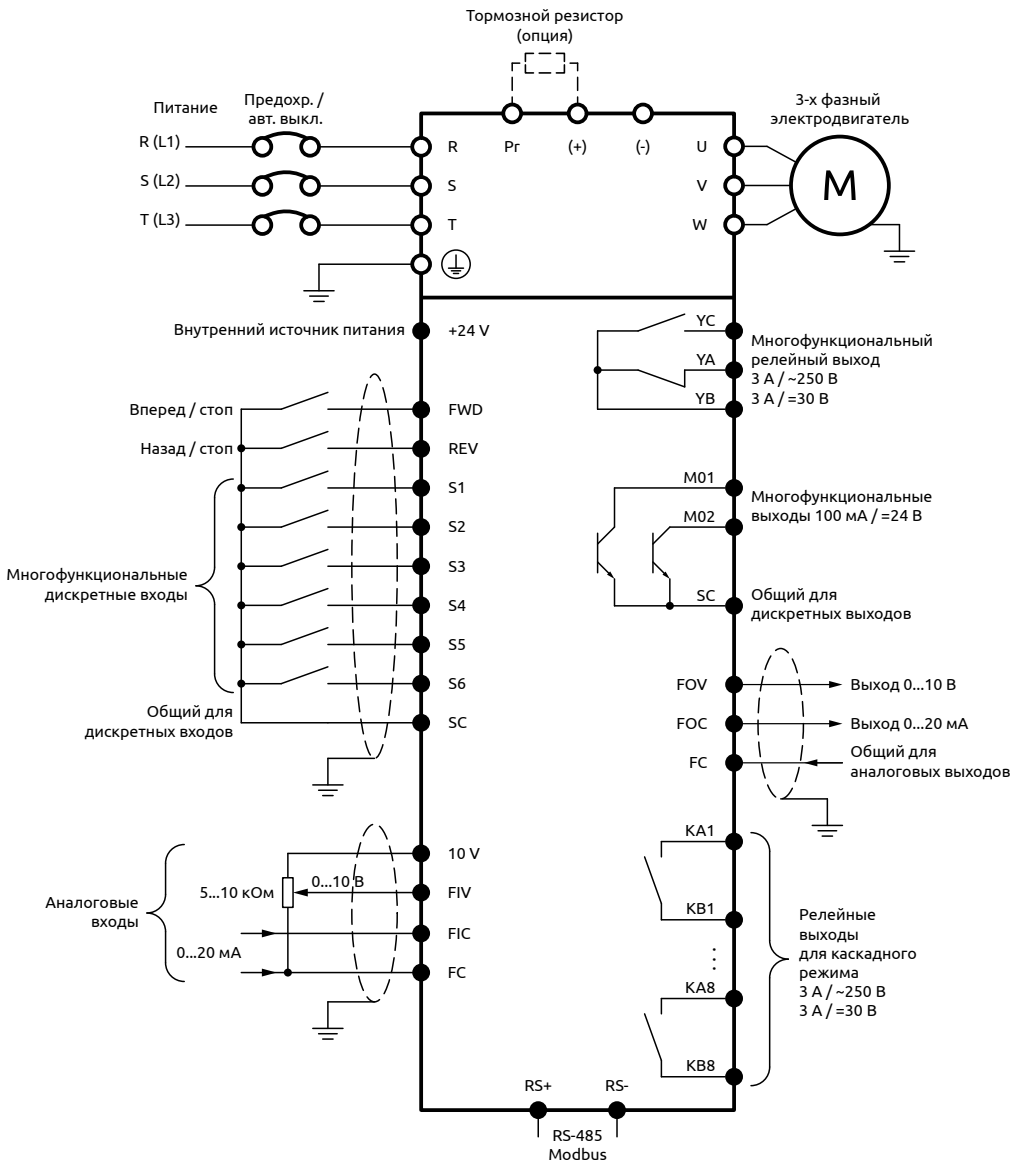 Тормозной резистор
(опция)
Питание
Предохр. /
авт. выкл.
3-х фазный
электродвигатель
R (L1)
S (L2)
T (L3)
R
S
T
Pr
(+)
(-)
U
V
W
M
Внутренний источник питания
+24 V
YC
YA
YB
Многофункциональный
релейный выход
3 А / ~250 В
3 А / =30 В
Вперед / стоп
FWD
Назад / стоп
REV
S1
S2
S3
S4
S5
S6
SC
Многофункциональные
дискретные входы
Общий для
дискретных входов
M01
M02
SC
Многофункциональные
выходы 100 мА / =24 В
Общий для
дискретных выходов
FOV
FOC
FC
Выход 0...10 В
Выход 0...20 мА
Общий для
аналоговых выходов
Аналоговые
входы
5...10 кОм
0...10 В
0...20 мА
10 V
FIV
FIC
FC
KA1
KB1
KA8
KB8
Релейные
выходы
для каскадного
режима
3 А / ~250 В
3 А / =30 В
RS+
RS-
RS-485
Modbus